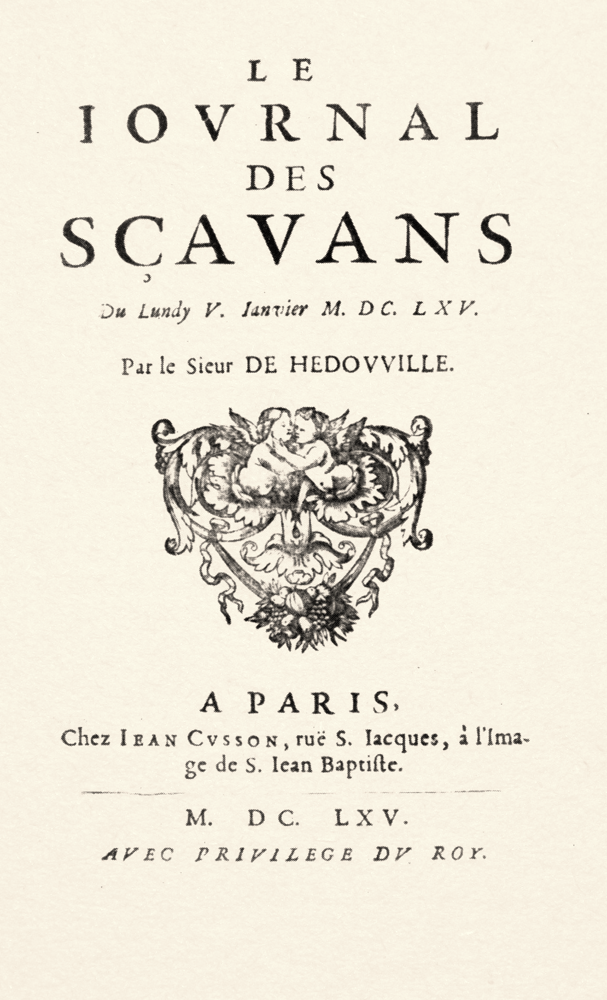 LE
IOVRNAL
DES
SÇAVANS
Du Lundy V. Ianvier M. DC. LXV.
Par le Sieur DE HEDOVVILLE.
A PARIS,
Chez IEAN CVSSON, ruë S. Iacques, à l'Ima-
ge de S. Iean Baptiſte.
M. DC. LXV.
AVEC PRIVILEGE DV ROY.